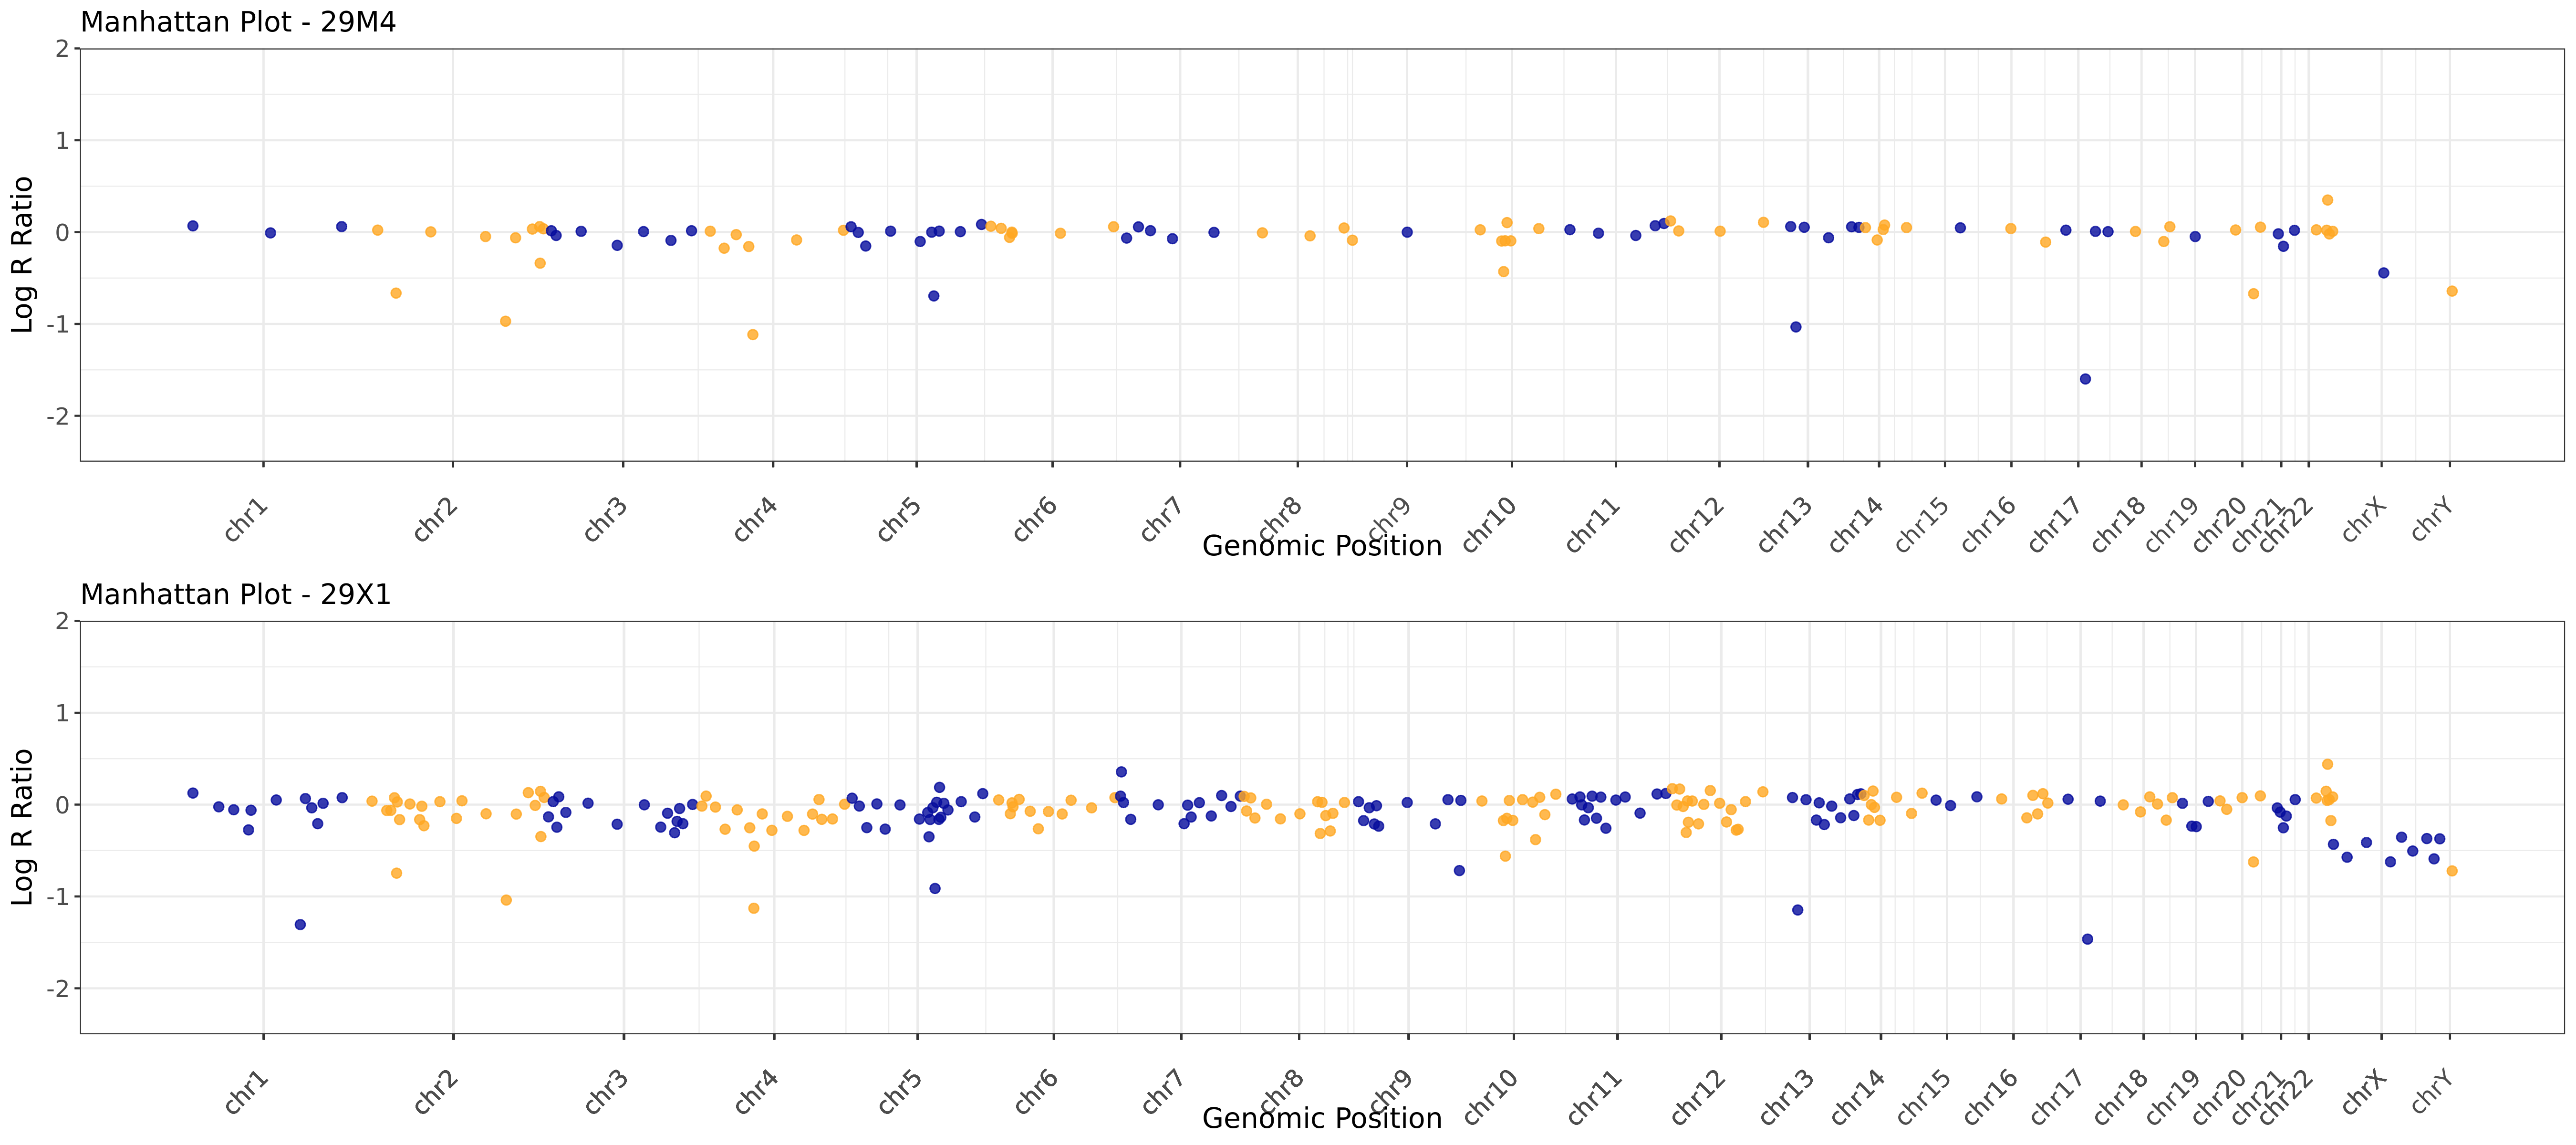 Manhattan Plot - 29M4
2
1
0
-1
-2
Log R Ratio
chr1 chr2 chr3 chr4 chr5 chr6 chr7 chr8 chr9 chr10 chr11 chr12 chr13 chr14 chr15 chr16 chr17 chr18 chr19 chr20 chr21 chr22 chrX chrY
Genomic Position
Manhattan Plot - 29X1
2
1
0
-1
-2
Log R Ratio
chr1 chr2 chr3 chr4 chr5 chr6 chr7 chr8 chr9 chr10 chr11 chr12 chr13 chr14 chr15 chr16 chr17 chr18 chr19 chr20 chr21 chr22 chrX chrY
Genomic Position